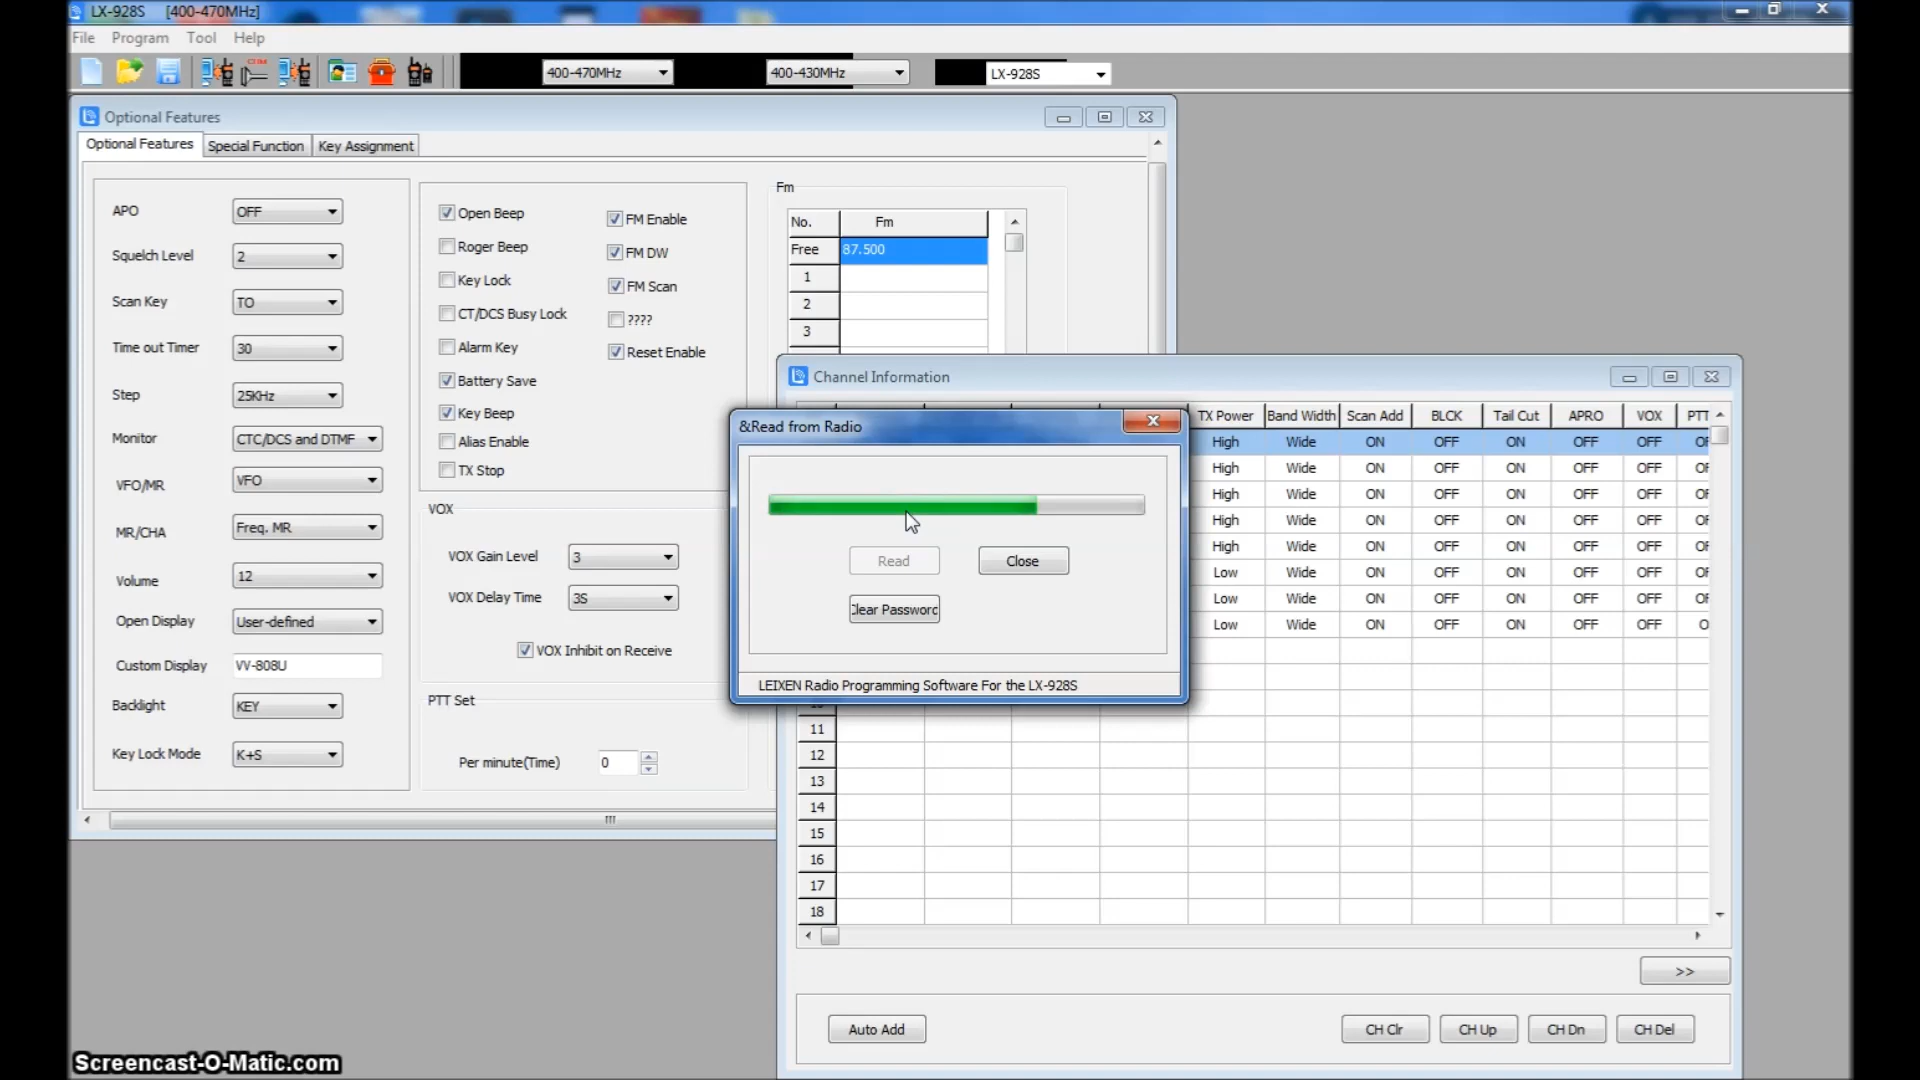 LX-928S [400-470MHz]
File Program Tool Help
400-470MHz 400-430MHz LX-928S
Optional Features
Optional Features Special Function Key Assignment
APO OFF
Squelch Level 2
Scan Key TO
Time out Timer 30
Step 25KHz
Monitor CTC/DCS and DTMF
VFO/MR VFO
MR/CHA Freq. MR
Volume 12
Open Display User-defined
Custom Display VV-808U
Backlight KEY
Key Lock Mode K+S
Open Beep
Roger Beep
Key Lock
CT/DCS Busy Lock
Alarm Key
Battery Save
Key Beep
Alias Enable
TX Stop
FM Enable
FM DW
FM Scan
????
Reset Enable
VOX
VOX Gain Level 3
VOX Delay Time 3S
VOX Inhibit on Receive
PTT Set
Per minute(Time) 0
Fm
No. Fm
Free 87.500
1
2
3
Channel Information
TX Power Band Width Scan Add BLCK Tail Cut APRO VOX PTT
High Wide ON OFF ON OFF OFF OF
High Wide ON OFF ON OFF OFF OF
High Wide ON OFF ON OFF OFF OF
High Wide ON OFF ON OFF OFF OF
High Wide ON OFF ON OFF OFF OF
Low Wide ON OFF ON OFF OFF OF
Low Wide ON OFF ON OFF OFF OF
Low Wide ON OFF ON OFF OFF O
11
12
13
14
15
16
17
18
>>
Auto Add CH Clr CH Up CH Dn CH Del
&Read from Radio
Read Close
Clear Password
LEIXEN Radio Programming Software For the LX-928S
Screencast-O-Matic.com